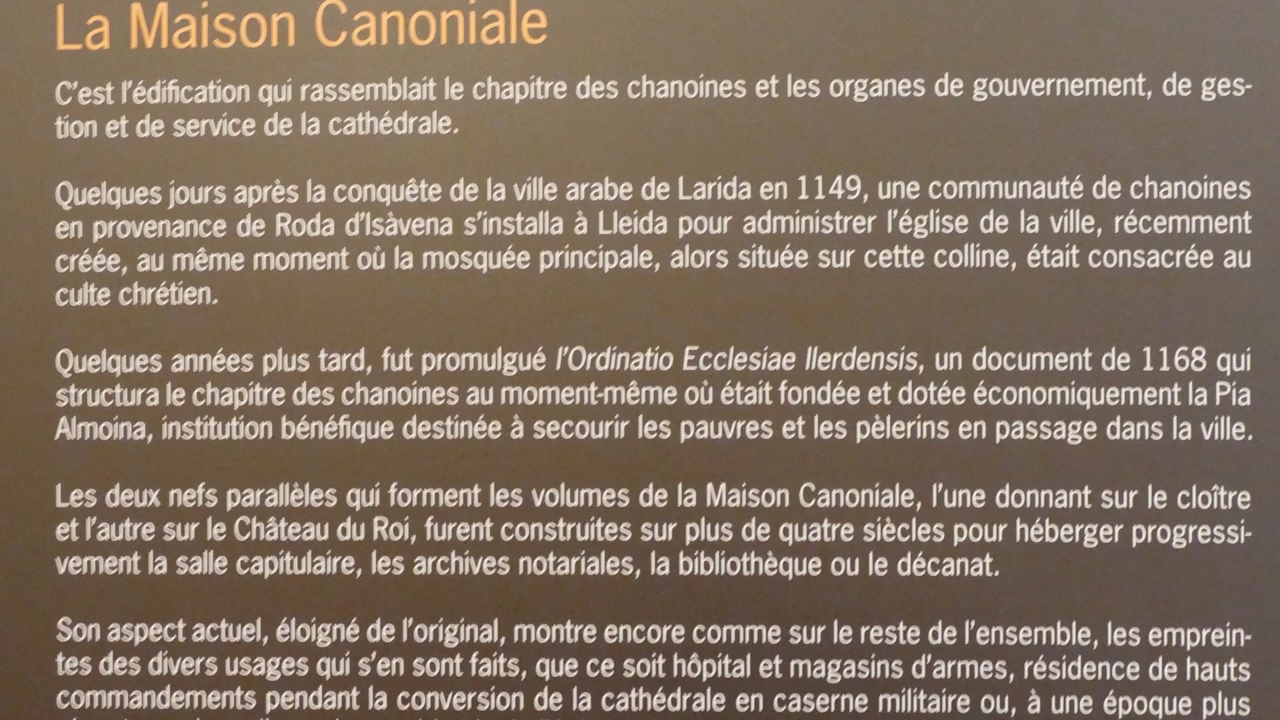 La Maison Canoniale
C'est l'édification qui rassemblait le chapitre des chanoines et les organes de gouvernement, de ges-
tion et de service de la cathédrale.
Quelques jours après la conquête de la ville arabe de Larida en 1149, une communauté de chanoines
en provenance de Roda d'Isàvena s'installa à Lleida pour administrer l'église de la ville, récemment
créée, au même moment où la mosquée principale, alors située sur cette colline, était consacrée au
culte chrétien.
Quelques années plus tard, fut promulgué l'Ordinatio Ecclesiae Ilerdensis, un document de 1168 qui
structura le chapitre des chanoines au moment-même où était fondée et dotée économiquement la Pia
Almoina, institution bénéfique destinée à secourir les pauvres et les pèlerins en passage dans la ville.
Les deux nefs parallèles qui forment les volumes de la Maison Canoniale, l'une donnant sur le cloître
et l'autre sur le Château du Roi, furent construites sur plus de quatre siècles pour héberger progressi-
vement la salle capitulaire, les archives notariales, la bibliothèque ou le décanat.
Son aspect actuel, éloigné de l'original, montre encore comme sur le reste de l'ensemble, les emprein-
tes des divers usages qui s'en sont faits, que ce soit hôpital et magasins d'armes, résidence de hauts
commandements pendant la conversion de la cathédrale en caserne militaire ou, à une époque plus